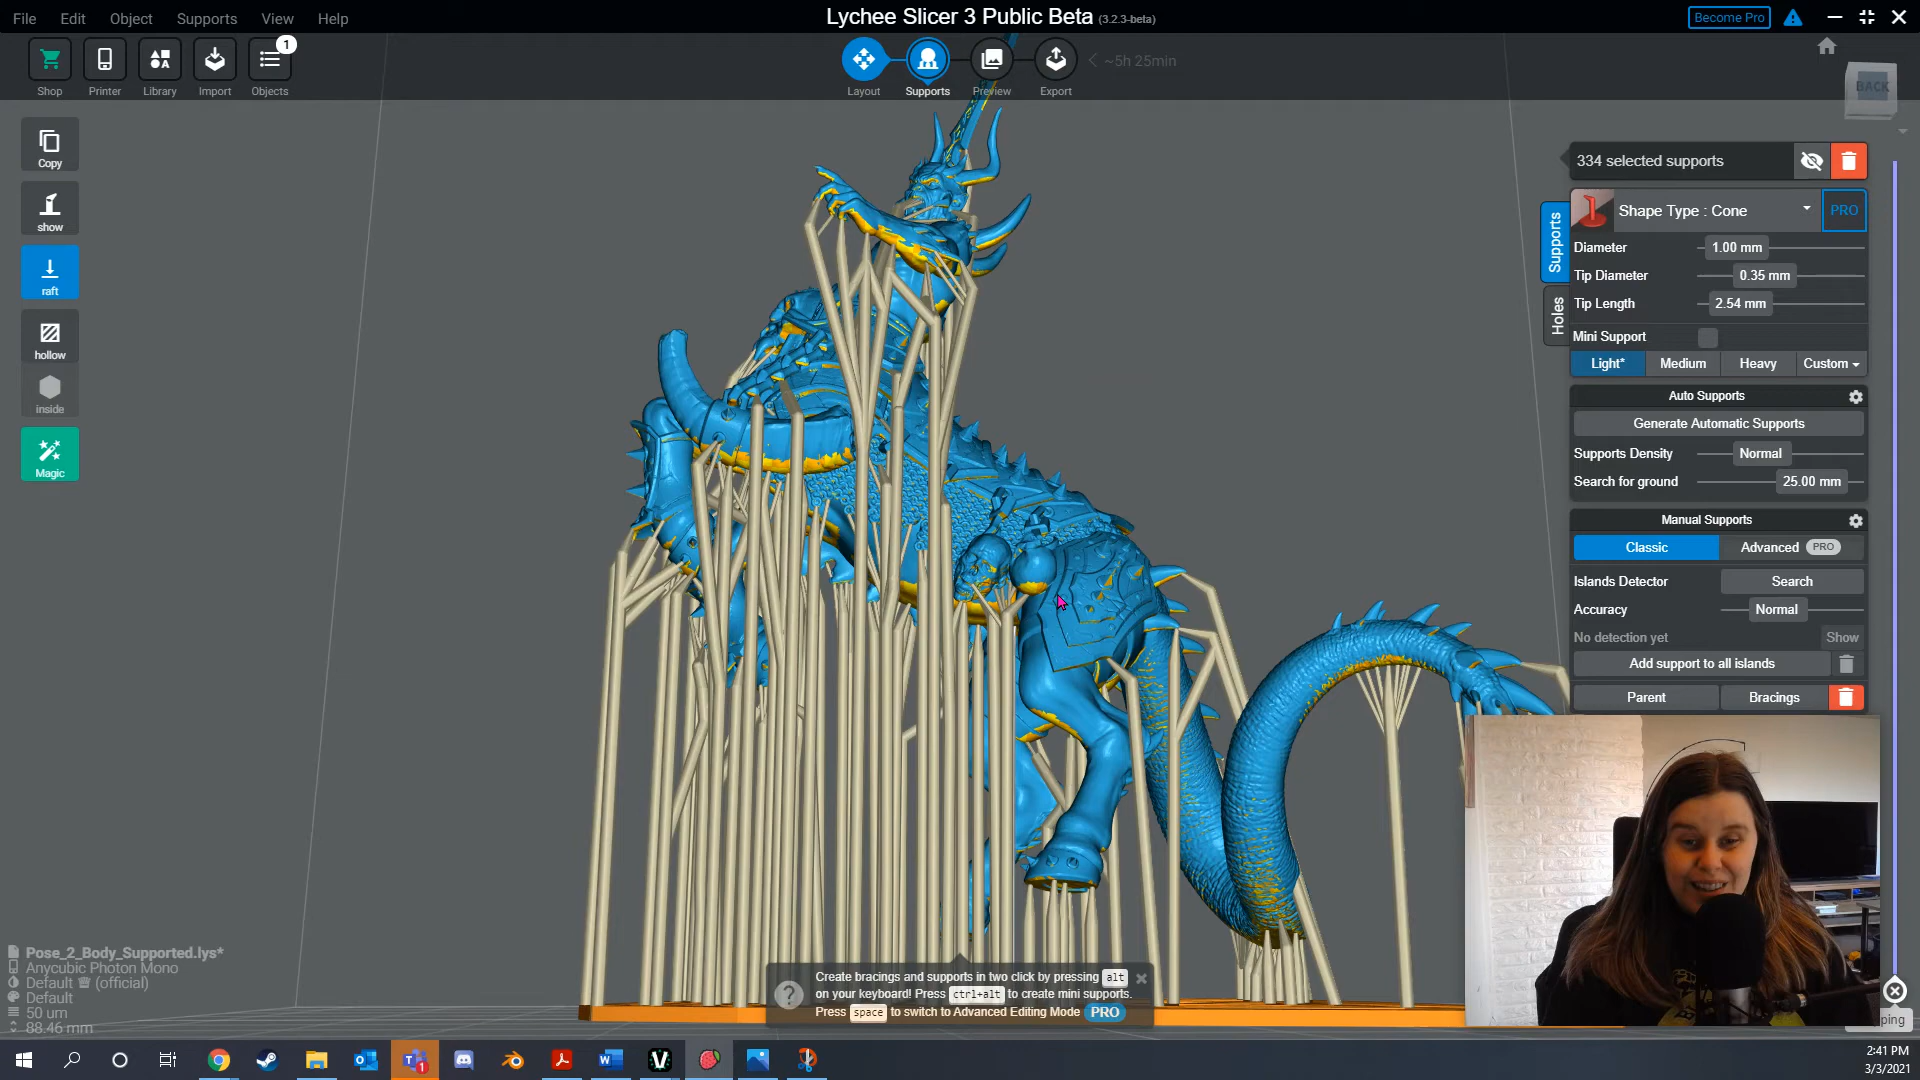 File Edit Object Supports View Help
Lychee Slicer 3 Public Beta (3.2.3-beta)
Become Pro
Shop
Printer
Library
Import
1
Objects
Layout
Supports
Preview
Export
~5h 25min
BACK
Copy
show
raft
hollow
inside
Magic
334 selected supports
Supports
Holes
Shape Type : Cone
PRO
Diameter 1.00 mm
Tip Diameter 0.35 mm
Tip Length 2.54 mm
Mini Support
Light* Medium Heavy Custom
Auto Supports
Generate Automatic Supports
Supports Density Normal
Search for ground 25.00 mm
Manual Supports
Classic Advanced PRO
Islands Detector Search
Accuracy Normal
No detection yet Show
Add support to all islands
Parent Bracings
Pose_2_Body_Supported.lys*
Anycubic Photon Mono
Default (official)
Default
50 um
88.46 mm
? Create bracings and supports in two click by pressing alt
on your keyboard! Press ctrl+alt to create mini supports.
Press space to switch to Advanced Editing Mode PRO
2:41 PM
3/3/2021